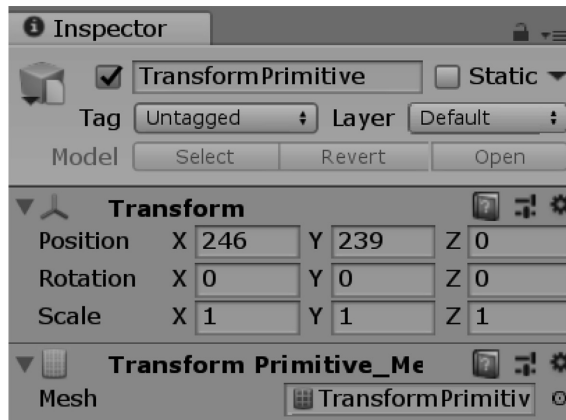 Inspector
TransformPrimitive Static
Tag Untagged Layer Default
Model Select Revert Open
Transform
Position X 246 Y 239 Z 0
Rotation X 0 Y 0 Z 0
Scale X 1 Y 1 Z 1
Transform Primitive_Me
Mesh TransformPrimitiv